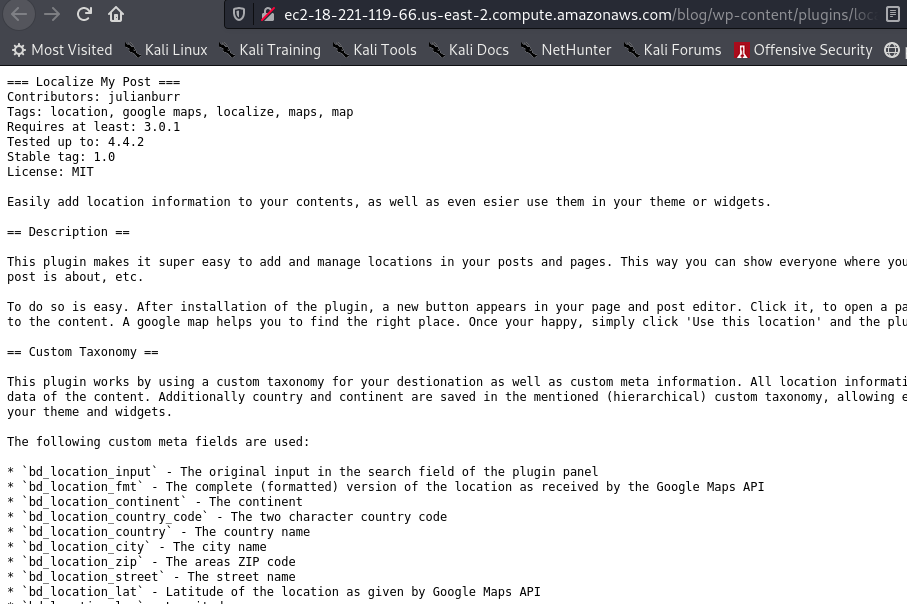 ec2-18-221-119-66.us-east-2.compute.amazonaws.com/blog/wp-content/plugins/loc
Most Visited Kali Linux Kali Training Kali Tools Kali Docs NetHunter Kali Forums Offensive Security
=== Localize My Post ===
Contributors: julianburr
Tags: location, google maps, localize, maps, map
Requires at least: 3.0.1
Tested up to: 4.4.2
Stable tag: 1.0
License: MIT
Easily add location information to your contents, as well as even esier use them in your theme or widgets.
== Description ==
This plugin makes it super easy to add and manage locations in your posts and pages. This way you can show everyone where you
post is about, etc.
To do so is easy. After installation of the plugin, a new button appears in your page and post editor. Click it, to open a pa
to the content. A google map helps you to find the right place. Once your happy, simply click 'Use this location' and the plu
== Custom Taxonomy ==
This plugin works by using a custom taxonomy for your destionation as well as custom meta information. All location informati
data of the content. Additionally country and continent are saved in the mentioned (hierarchical) custom taxonomy, allowing e
your theme and widgets.
The following custom meta fields are used:
* `bd_location_input` - The original input in the search field of the plugin panel
* `bd_location_fmt` - The complete (formatted) version of the location as received by the Google Maps API
* `bd_location_continent` - The continent
* `bd_location_country_code` - The two character country code
* `bd_location_country` - The country name
* `bd_location_city` - The city name
* `bd_location_zip` - The areas ZIP code
* `bd_location_street` - The street name
* `bd_location_lat` - Latitude of the location as given by Google Maps API